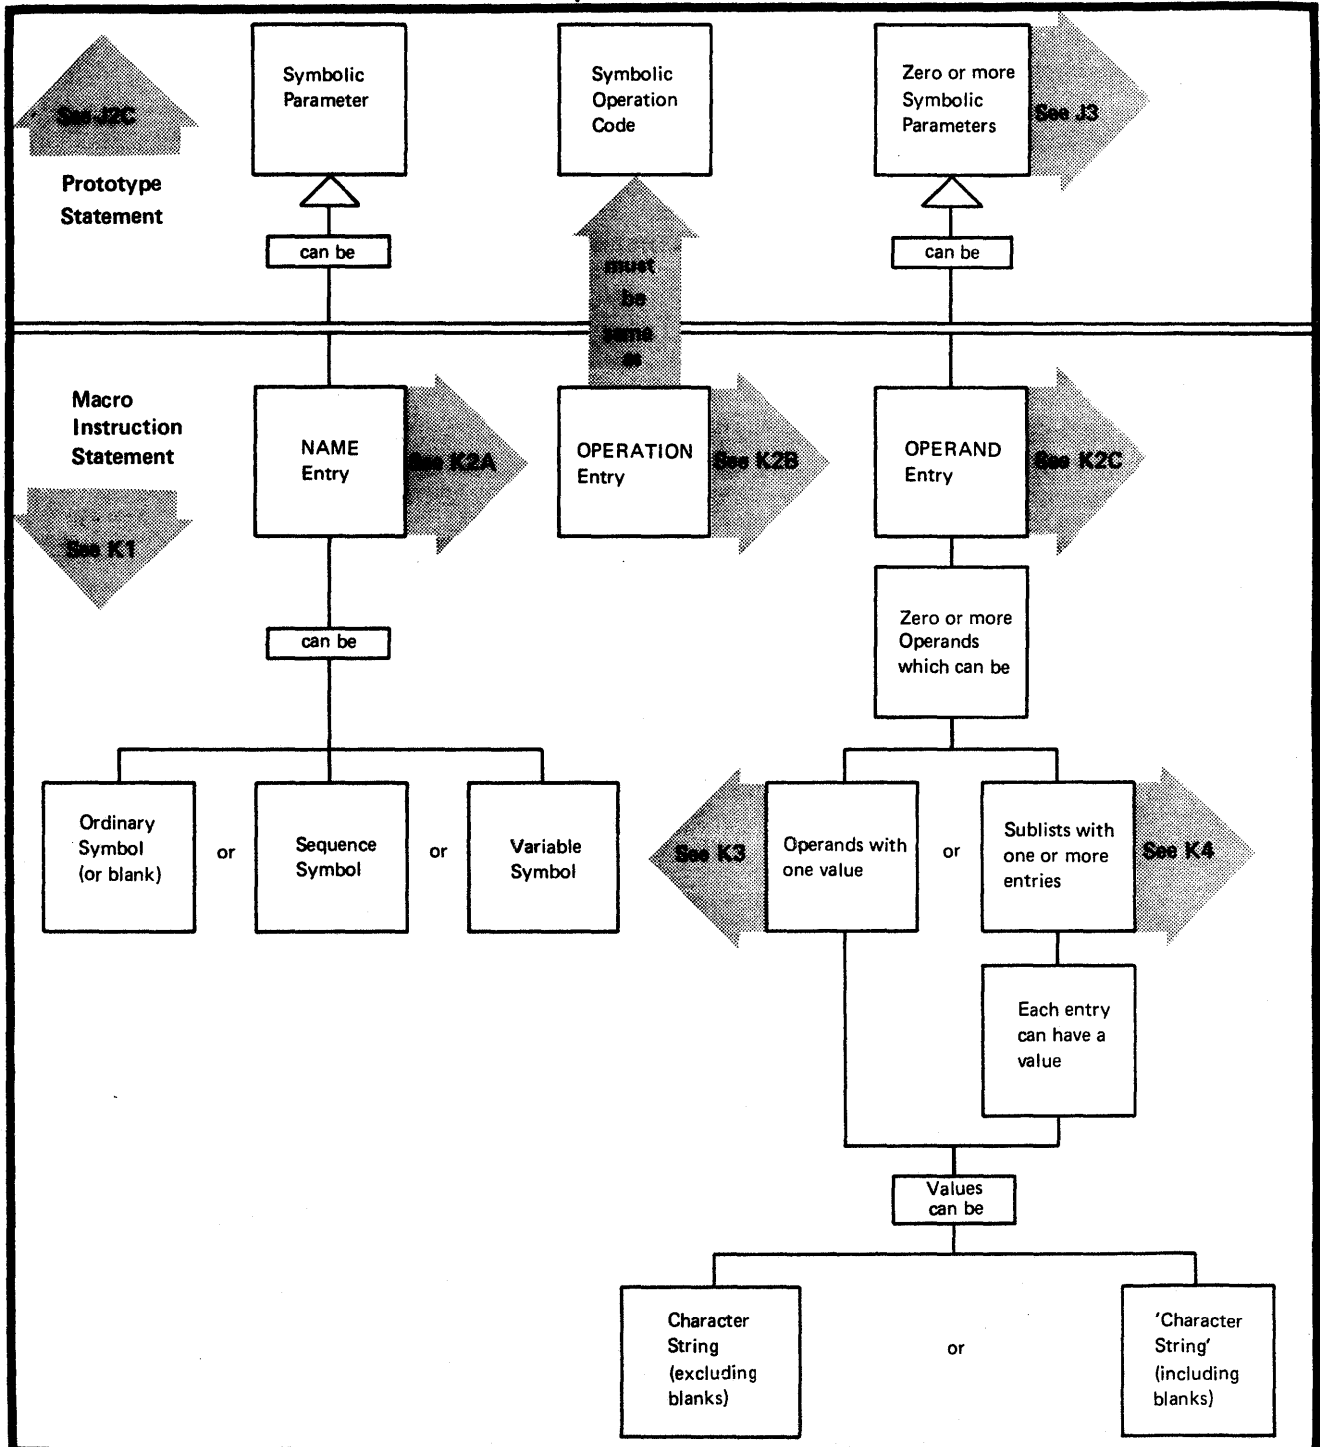 Symbolic
Parameter
Symbolic
Operation
Code
Zero or more
Symbolic
Parameters
See J3
See J2C
Prototype
Statement
can be
must
be
same
as
can be
Macro
Instruction
Statement
See K1
NAME
Entry
See K2A
OPERATION
Entry
See K2B
OPERAND
Entry
See K2C
can be
Zero or more
Operands
which can be
Ordinary
Symbol
(or blank)
or
Sequence
Symbol
or
Variable
Symbol
See K3
Operands with
one value
or
Sublists with
one or more
entries
See K4
Each entry
can have a
value
Values
can be
Character
String
(excluding
blanks)
or
'Character
String'
(including
blanks)